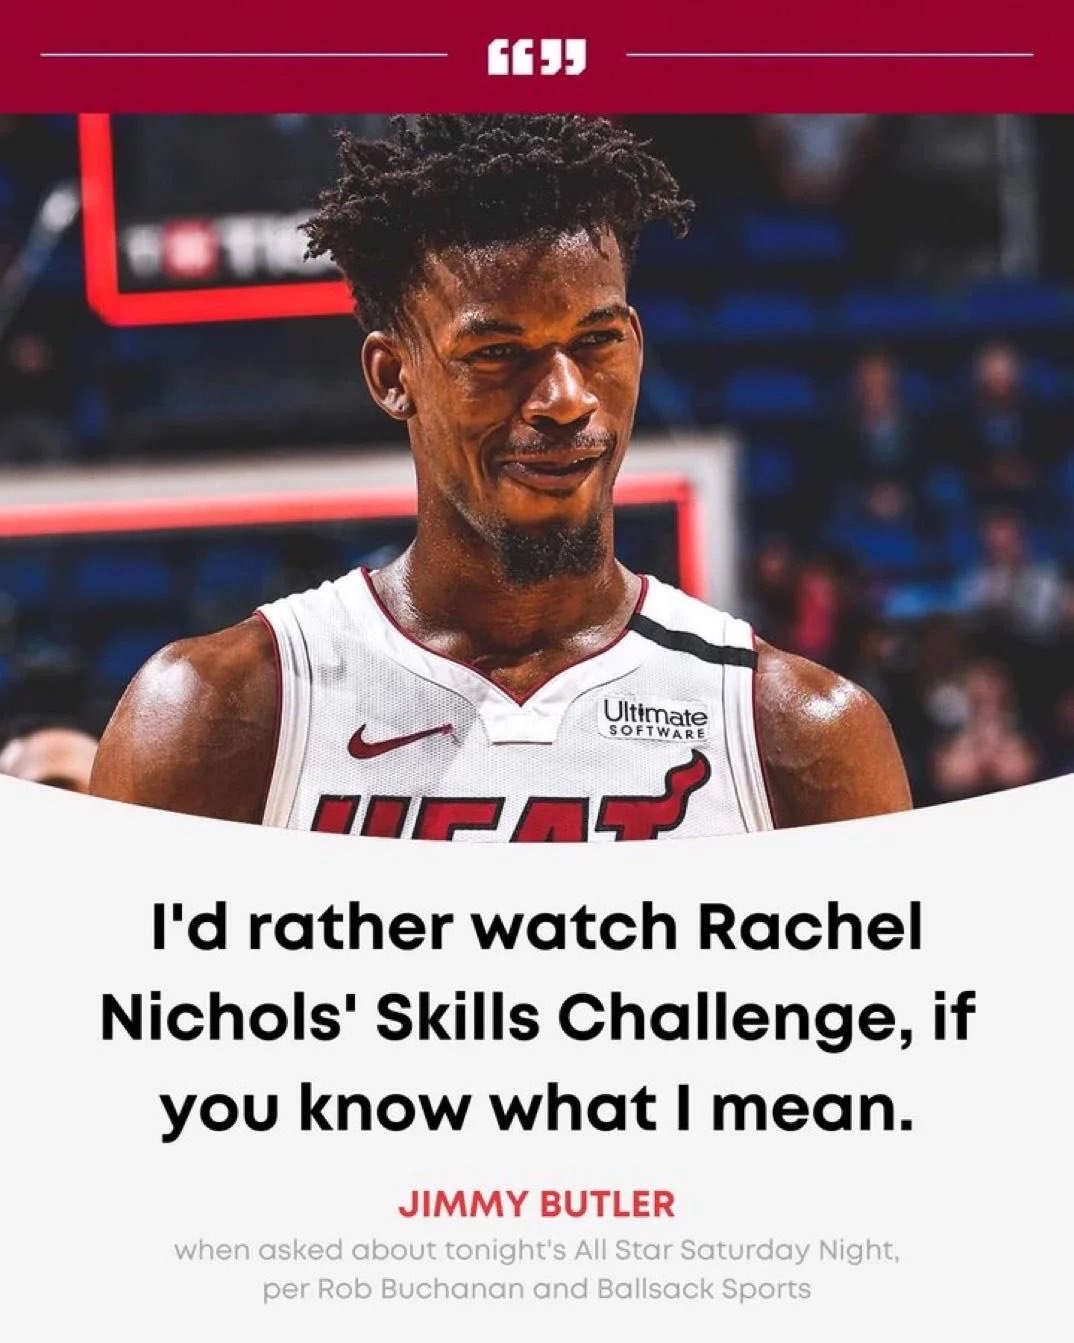 Ultimate
SOFTWARE
HEAT
I'd rather watch Rachel
Nichols' Skills Challenge, if
you know what I mean.
JIMMY BUTLER
when asked about tonight's All Star Saturday Night,
per Rob Buchanan and Ballsack Sports